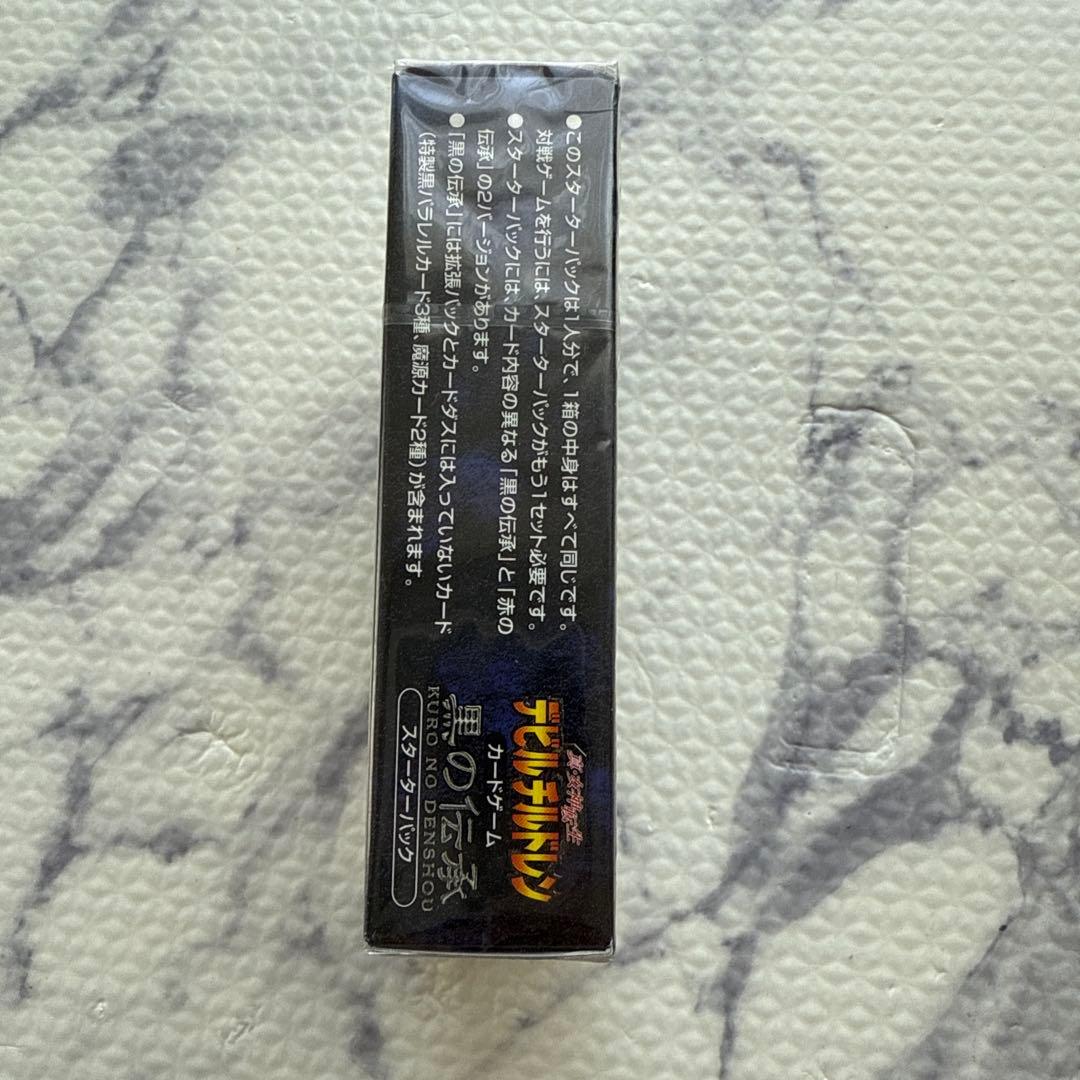 ●このスターターパックは1人分で、1箱の中身はすべて同じです。
対戦ゲームを行うには、スターターパックがもう1セット必要です。
●スターターパックには、カード内容の異なる「黒の伝承」と「赤の
伝承」の2バージョンがあります。
●「黒の伝承」には拡張パックとカードダスには入っていないカード
(特製黒パラレルカード3種、魔源カード2種)が含まれます。
真・女神転生
デビルチルドレン
カードゲーム
黒の伝承
KURO NO DENSHOU
スターターパック